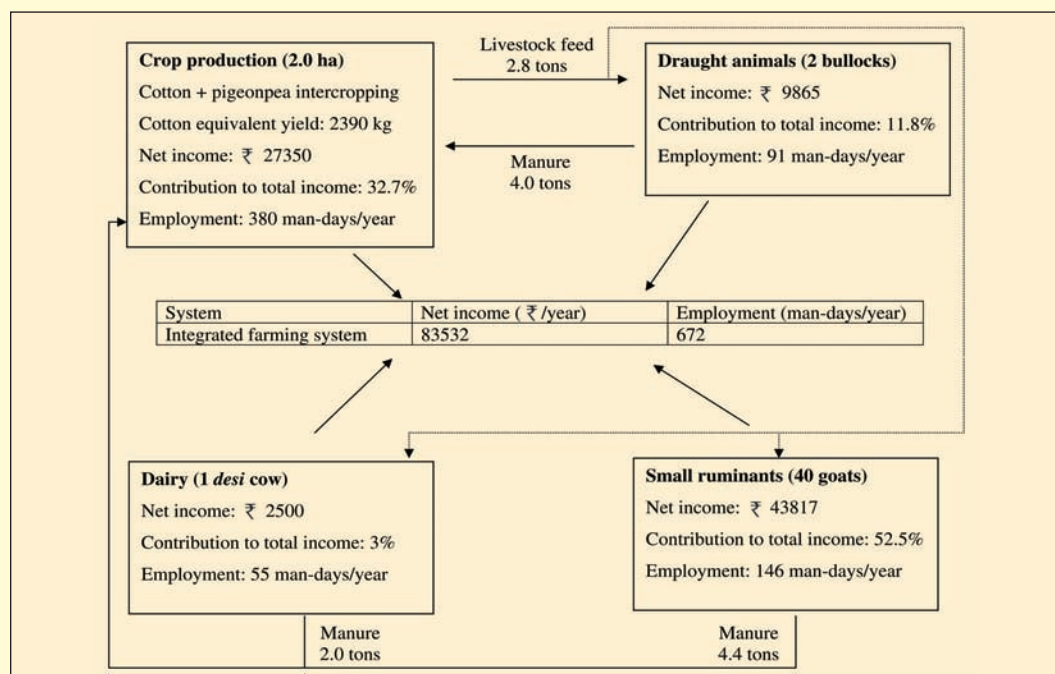 Crop production (2.0 ha)
Cotton + pigeonpea intercropping
Cotton equivalent yield: 2390 kg
Net income: ₹ 27350
Contribution to total income: 32.7%
Employment: 380 man-days/year
Livestock feed
2.8 tons
Manure
4.0 tons
Draught animals (2 bullocks)
Net income: ₹ 9865
Contribution to total income: 11.8%
Employment: 91 man-days/year
System Net income ( ₹ /year) Employment (man-days/year)
Integrated farming system 83532 672
Dairy (1 desi cow)
Net income: ₹ 2500
Contribution to total income: 3%
Employment: 55 man-days/year
Small ruminants (40 goats)
Net income: ₹ 43817
Contribution to total income: 52.5%
Employment: 146 man-days/year
Manure
2.0 tons
Manure
4.4 tons